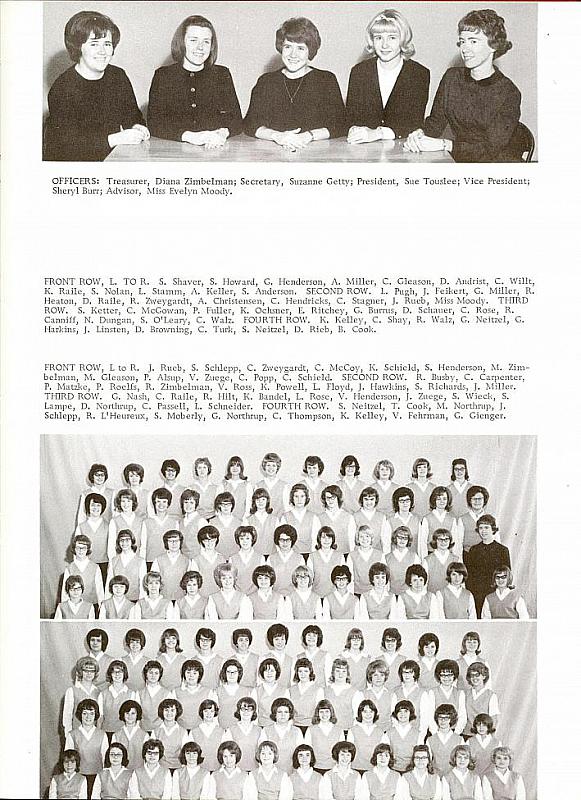 OFFICERS: Treasurer, Diana Zimbelman; Secretary, Suzanne Getty; President, Sue Touslee; Vice President;
Sheryl Burr; Advisor, Miss Evelyn Moody.
FRONT ROW, L. TO R. S. Shaver, S. Howard, G. Henderson, A. Miller, C. Gleason, D. Andrist, C. Willt,
K. Raile, S. Nolan, L. Stamm, A. Keller, S. Anderson. SECOND ROW. L. Pugh, J. Feikert, G. Miller, R.
Heaton, D. Raile, R. Zweygardt, A. Christensen, C. Hendricks, C. Stagner, J. Rueb, Miss Moody. THIRD
ROW. S. Ketter, C. McGowan, P. Fuller, K. Ochsner, E. Ritchey, G. Burrus, D. Schauer, C. Rose, R.
Canniff, N. Dungan, S. O'Leary, C. Walz. FOURTH ROW. K. Kelley, C. Shay, R. Walz, G. Neitzel, G.
Harkins, J. Linsten, D. Browning, C. Turk, S. Neitzel, D. Rieb, B. Cook.
FRONT ROW, L to R. J. Rueb, S. Schlepp, C. Zweygardt, C. McCoy, K. Schield, S. Henderson, M. Zim-
belman, M. Gleason, P. Alsup, V. Zuege, C. Popp, C. Schield. SECOND ROW. R. Busby, C. Carpenter,
P. Matzke, P. Roelfs, R. Zimbelman, V. Ross, K. Powell, L. Floyd, J. Hawkins, S. Richards, J. Miller.
THIRD ROW. G. Nash, C. Raile, R. Hilt, K. Bandel, L. Rose, V. Henderson, J. Zuege, S. Wieck, S.
Lampe, D. Northrup, C. Passell, L. Schneider. FOURTH ROW. S. Neitzel, T. Cook, M. Northrup, J.
Schlepp, R. L'Heureux, S. Moberly, G. Northrup, C. Thompson, K. Kelley, V. Fehrman, G. Gienger.